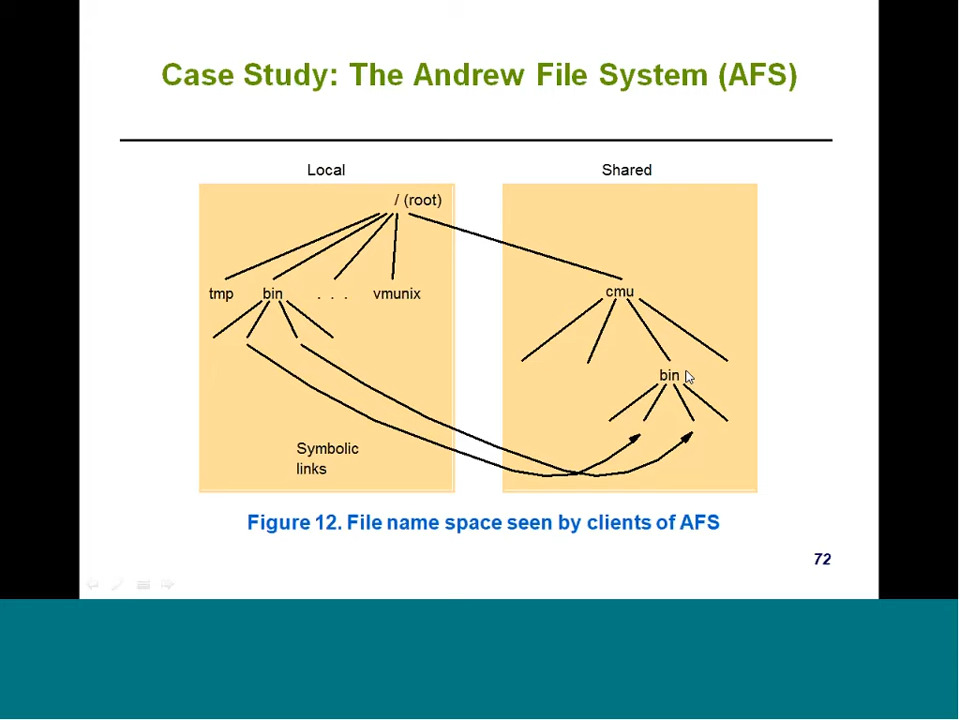 Case Study: The Andrew File System (AFS)
Local
Shared
/ (root)
tmp bin . . . vmunix
cmu
bin
Symbolic
links
Figure 12. File name space seen by clients of AFS
72